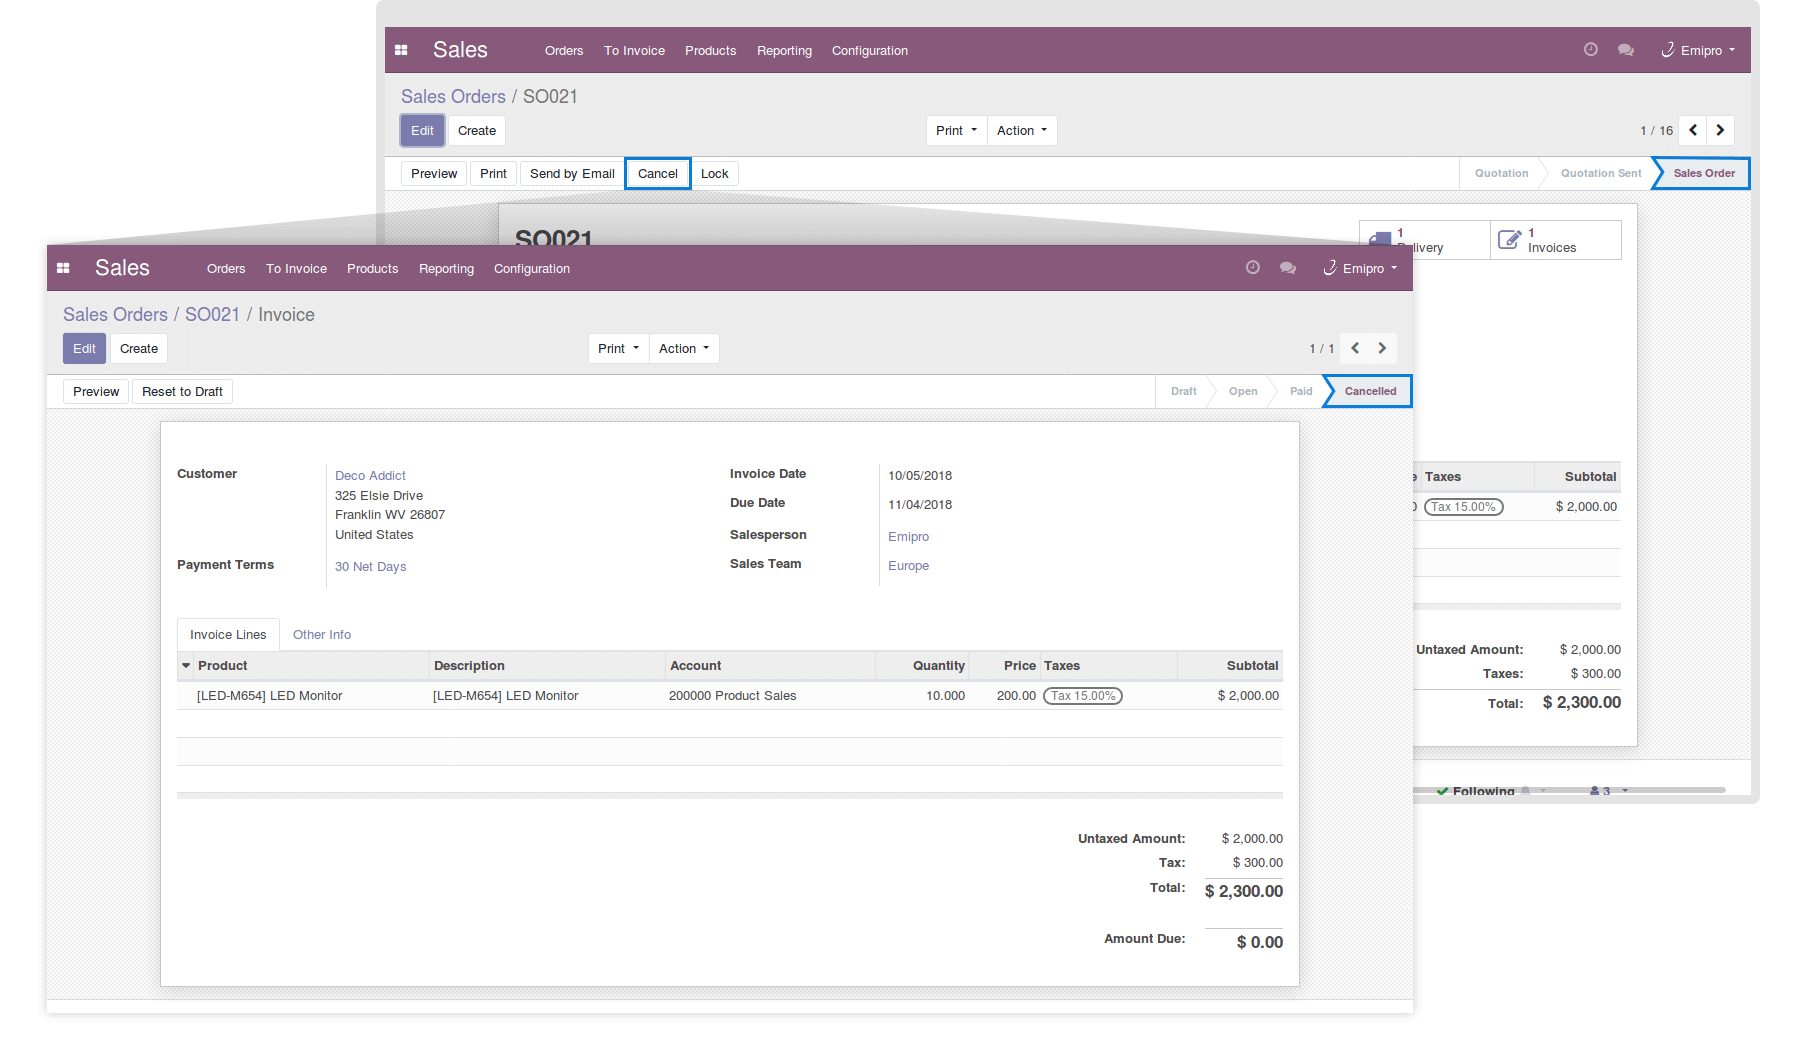 Sales Orders To Invoice Products Reporting Configuration Emipro
Sales Orders / SO021
Edit Create Print Action 1 / 16
Preview Print Send by Email Cancel Lock Quotation Quotation Sent Sales Order
SO021
1
1 Invoices
Taxes Subtotal
Tax 15.00% $ 2,000.00
Untaxed Amount: $ 2,000.00
Taxes: $ 300.00
Total: $ 2,300.00
Following 3
Sales Orders To Invoice Products Reporting Configuration Emipro
Sales Orders / SO021 / Invoice
Edit Create Print Action 1 / 1
Preview Reset to Draft Draft Open Paid Cancelled
Customer Deco Addict Invoice Date 10/05/2018
325 Elsie Drive Due Date 11/04/2018
Franklin WV 26807
United States Salesperson Emipro
Payment Terms 30 Net Days Sales Team Europe
Invoice Lines Other Info
Product Description Account Quantity Price Taxes Subtotal
[LED-M654] LED Monitor [LED-M654] LED Monitor 200000 Product Sales 10.000 200.00 Tax 15.00% $ 2,000.00
Untaxed Amount: $ 2,000.00
Tax: $ 300.00
Total: $ 2,300.00
Amount Due: $ 0.00